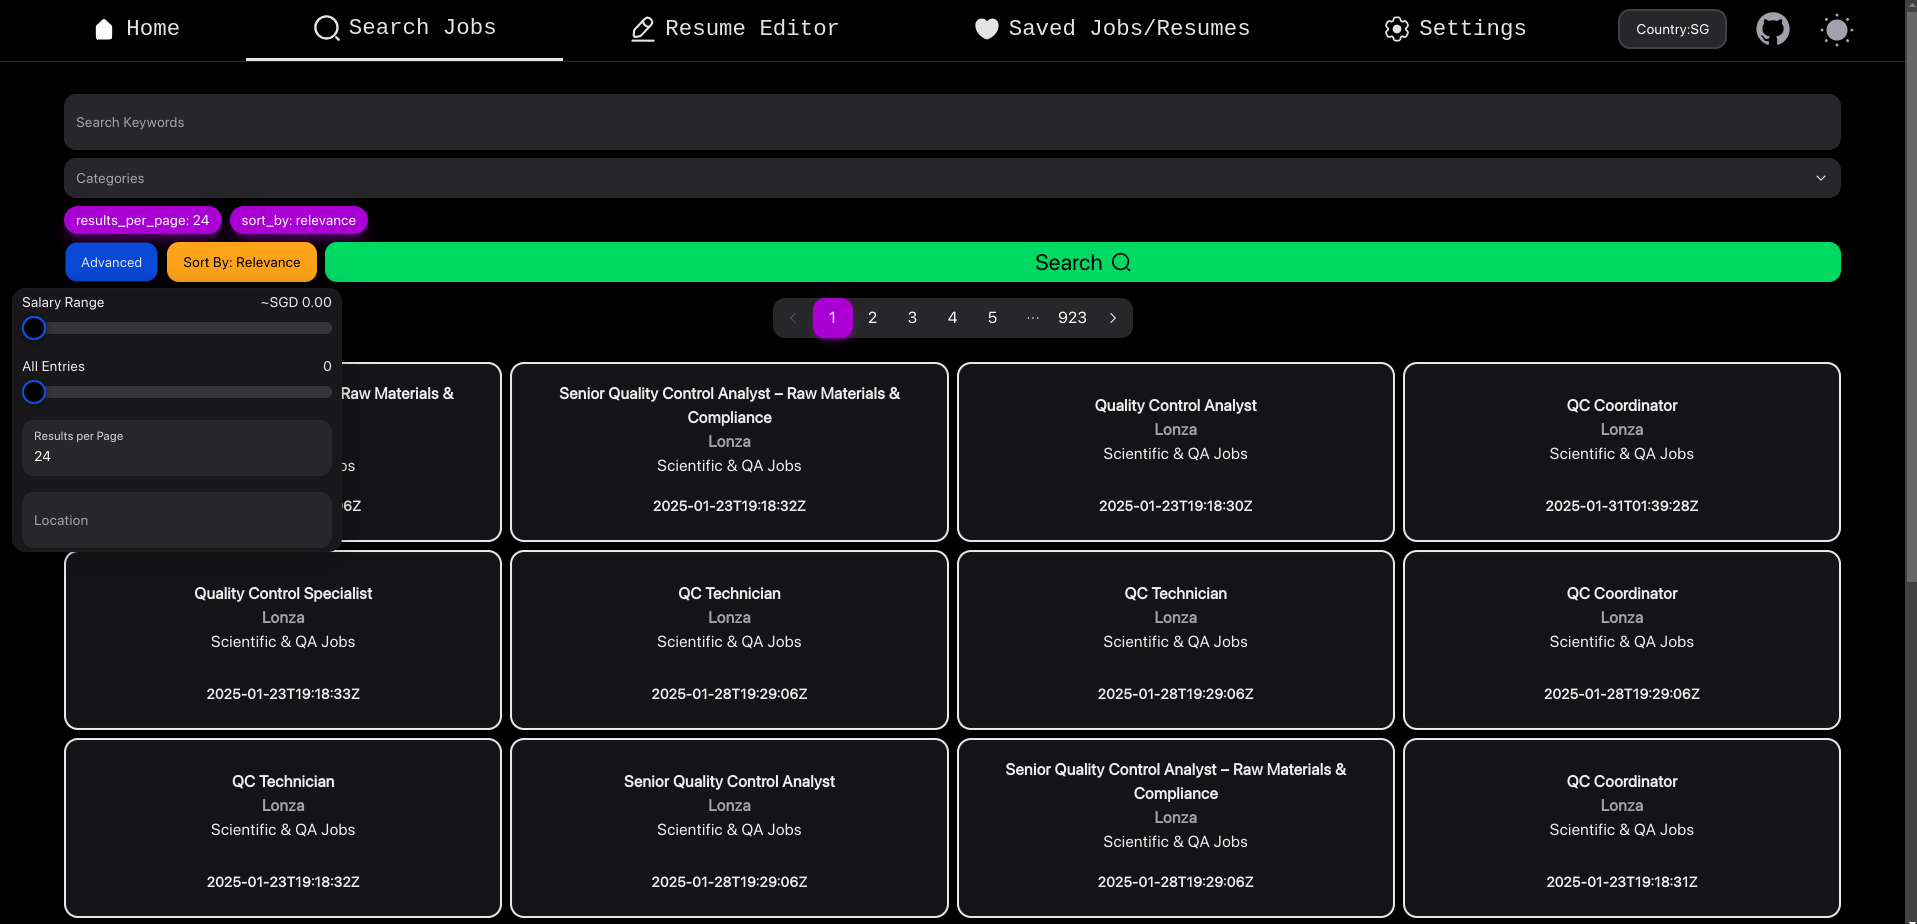 Home
Search Jobs
Resume Editor
Saved Jobs/Resumes
Settings
Country:SG
Search Keywords
Categories
results_per_page: 24
sort_by: relevance
Advanced
Sort By: Relevance
Search
Salary Range
~SGD 0.00
All Entries
0
Results per Page
24
Location
1
2
3
4
5
...
923
Raw Materials &
Senior Quality Control Analyst – Raw Materials &
Compliance
Lonza
Scientific & QA Jobs
2025-01-23T19:18:32Z
Quality Control Analyst
Lonza
Scientific & QA Jobs
2025-01-23T19:18:30Z
QC Coordinator
Lonza
Scientific & QA Jobs
2025-01-31T01:39:28Z
Quality Control Specialist
Lonza
Scientific & QA Jobs
2025-01-23T19:18:33Z
QC Technician
Lonza
Scientific & QA Jobs
2025-01-28T19:29:06Z
QC Technician
Lonza
Scientific & QA Jobs
2025-01-28T19:29:06Z
QC Coordinator
Lonza
Scientific & QA Jobs
2025-01-28T19:29:06Z
QC Technician
Lonza
Scientific & QA Jobs
2025-01-23T19:18:32Z
Senior Quality Control Analyst
Lonza
Scientific & QA Jobs
2025-01-28T19:29:06Z
Senior Quality Control Analyst – Raw Materials &
Compliance
Lonza
Scientific & QA Jobs
2025-01-28T19:29:06Z
QC Coordinator
Lonza
Scientific & QA Jobs
2025-01-23T19:18:31Z